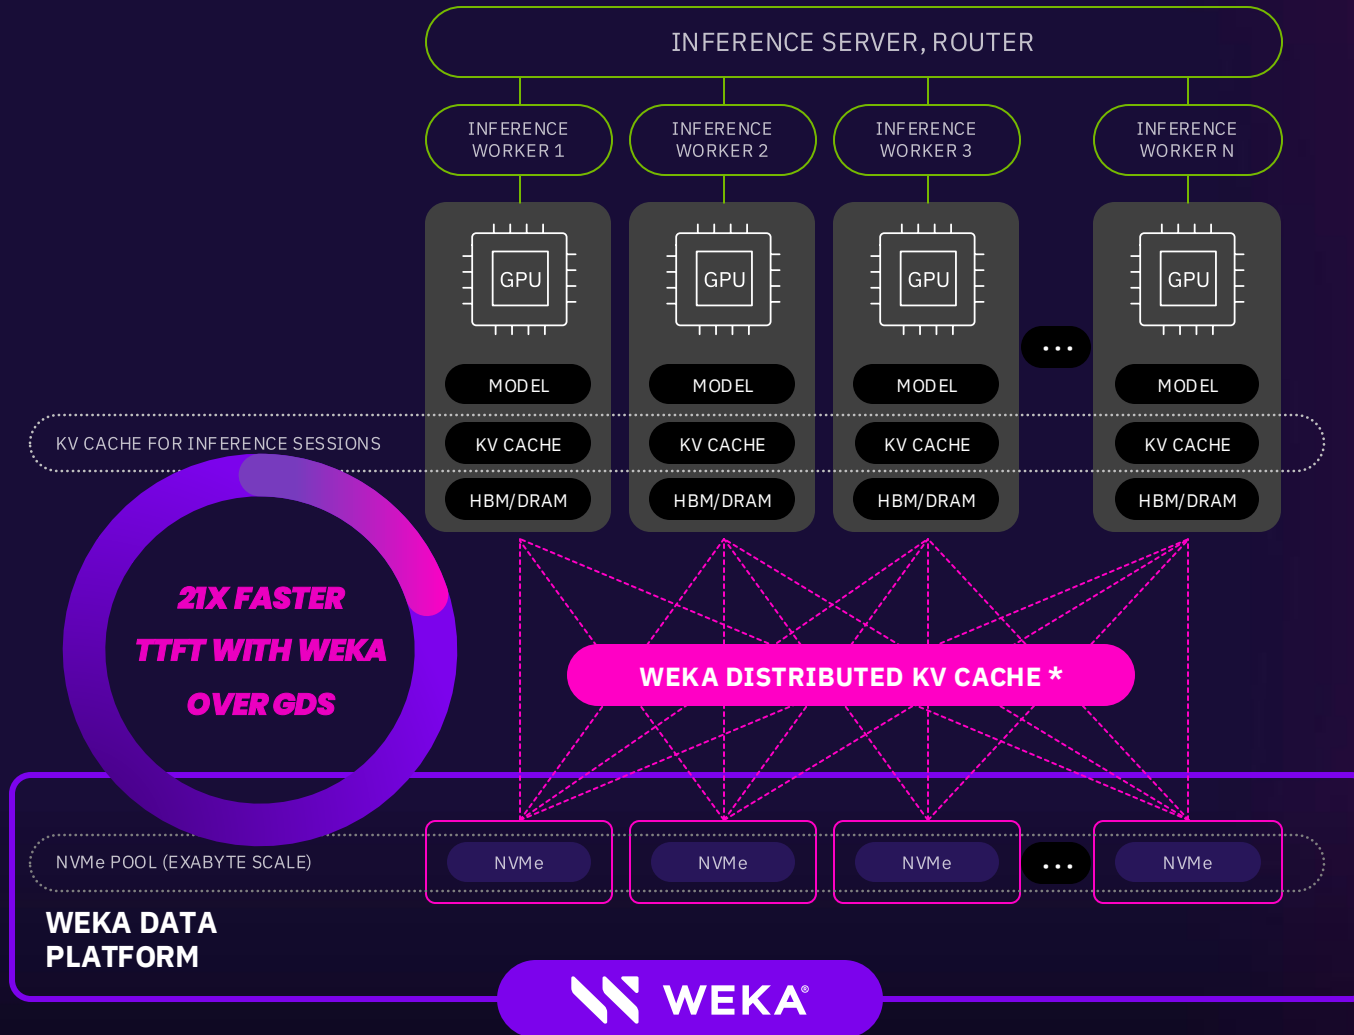 INFERENCE SERVER, ROUTER
INFERENCE
WORKER 1
INFERENCE
WORKER 2
INFERENCE
WORKER 3
INFERENCE
WORKER N
GPU
GPU
GPU
GPU
...
MODEL
MODEL
MODEL
MODEL
KV CACHE FOR INFERENCE SESSIONS
KV CACHE
KV CACHE
KV CACHE
KV CACHE
HBM/DRAM
HBM/DRAM
HBM/DRAM
HBM/DRAM
21X FASTER
TTFT WITH WEKA
OVER GDS
WEKA DISTRIBUTED KV CACHE *
NVMe POOL (EXABYTE SCALE)
NVMe
NVMe
NVMe
...
NVMe
WEKA DATA
PLATFORM
WEKA®